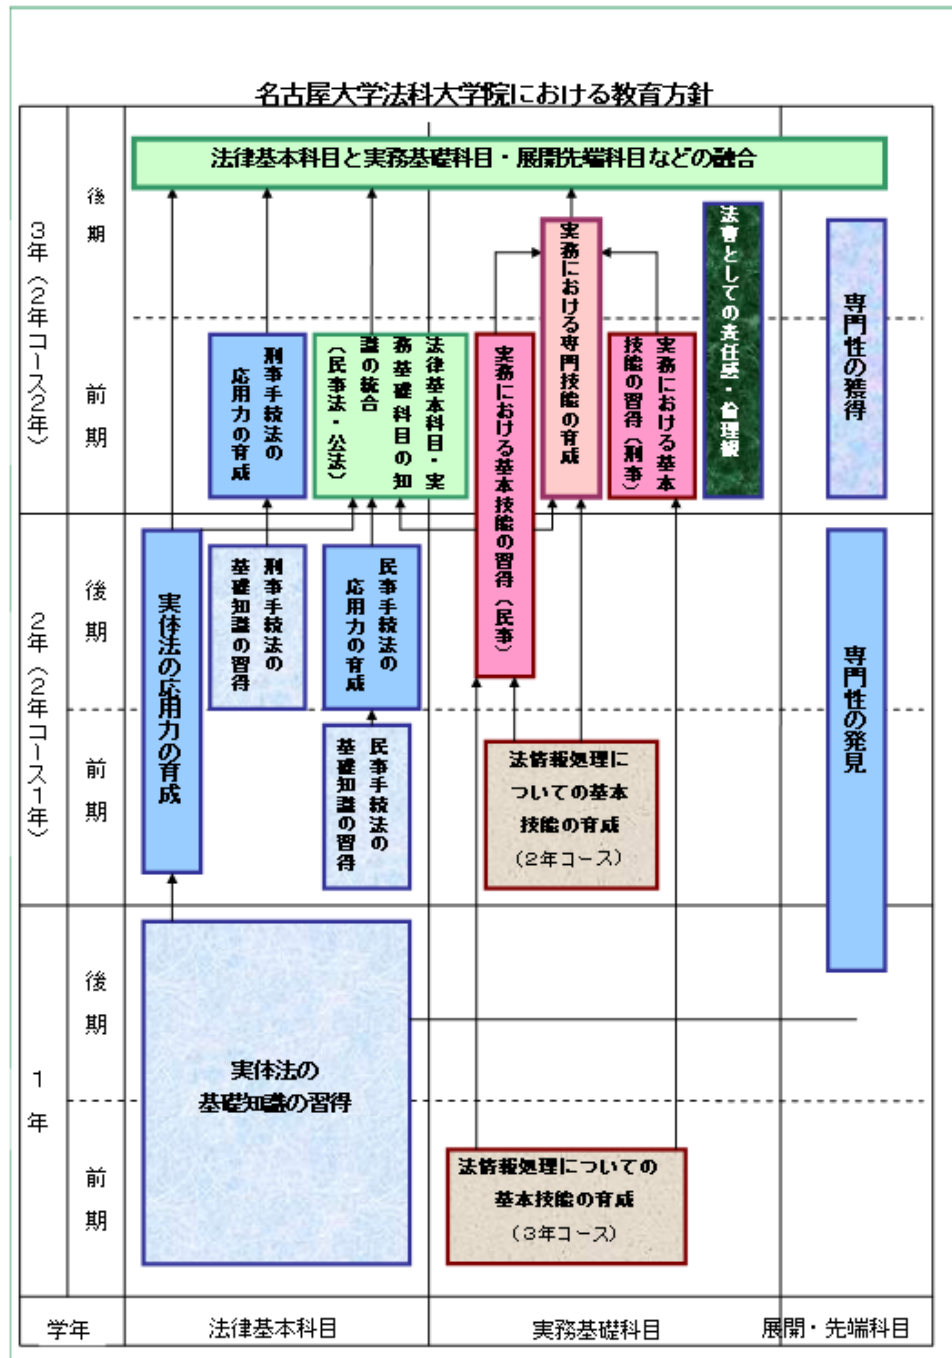 名古屋大学法科大学院における教育方針
法律基本科目と実務基礎科目・展開先端科目などの融合
3年(2年コース2年)
後期
前期
刑事手続法の
応用力の育成
法律基本科目・実
務基礎科目の知
識の統合
(民事法・公法)
実務における基本技能の習得(民事)
実務における専門技能の育成
実務における基本
技能の習得(刑事)
法曹としての責任感・倫理観
専門性の獲得
2年(2年コース1年)
後期
前期
実体法の応用力の育成
刑事手続法の
基礎知識の習得
民事手続法の
応用力の育成
民事手続法の
基礎知識の習得
法情報処理に
ついての基本
技能の育成
(2年コース)
専門性の発見
1年
後期
前期
実体法の
基礎知識の習得
法情報処理についての
基本技能の育成
(3年コース)
学年
法律基本科目
実務基礎科目
展開・先端科目